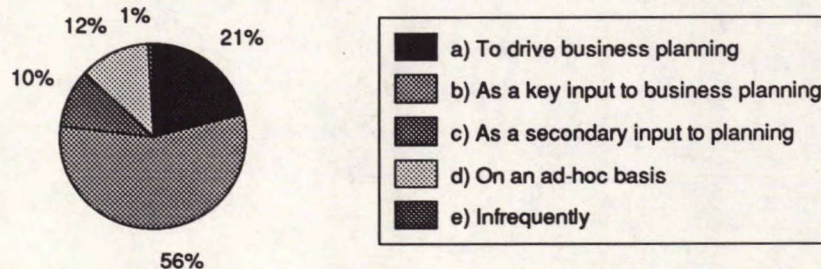 1%
12%
21%
10%
56%
a) To drive business planning
b) As a key input to business planning
c) As a secondary input to planning
d) On an ad-hoc basis
e) Infrequently